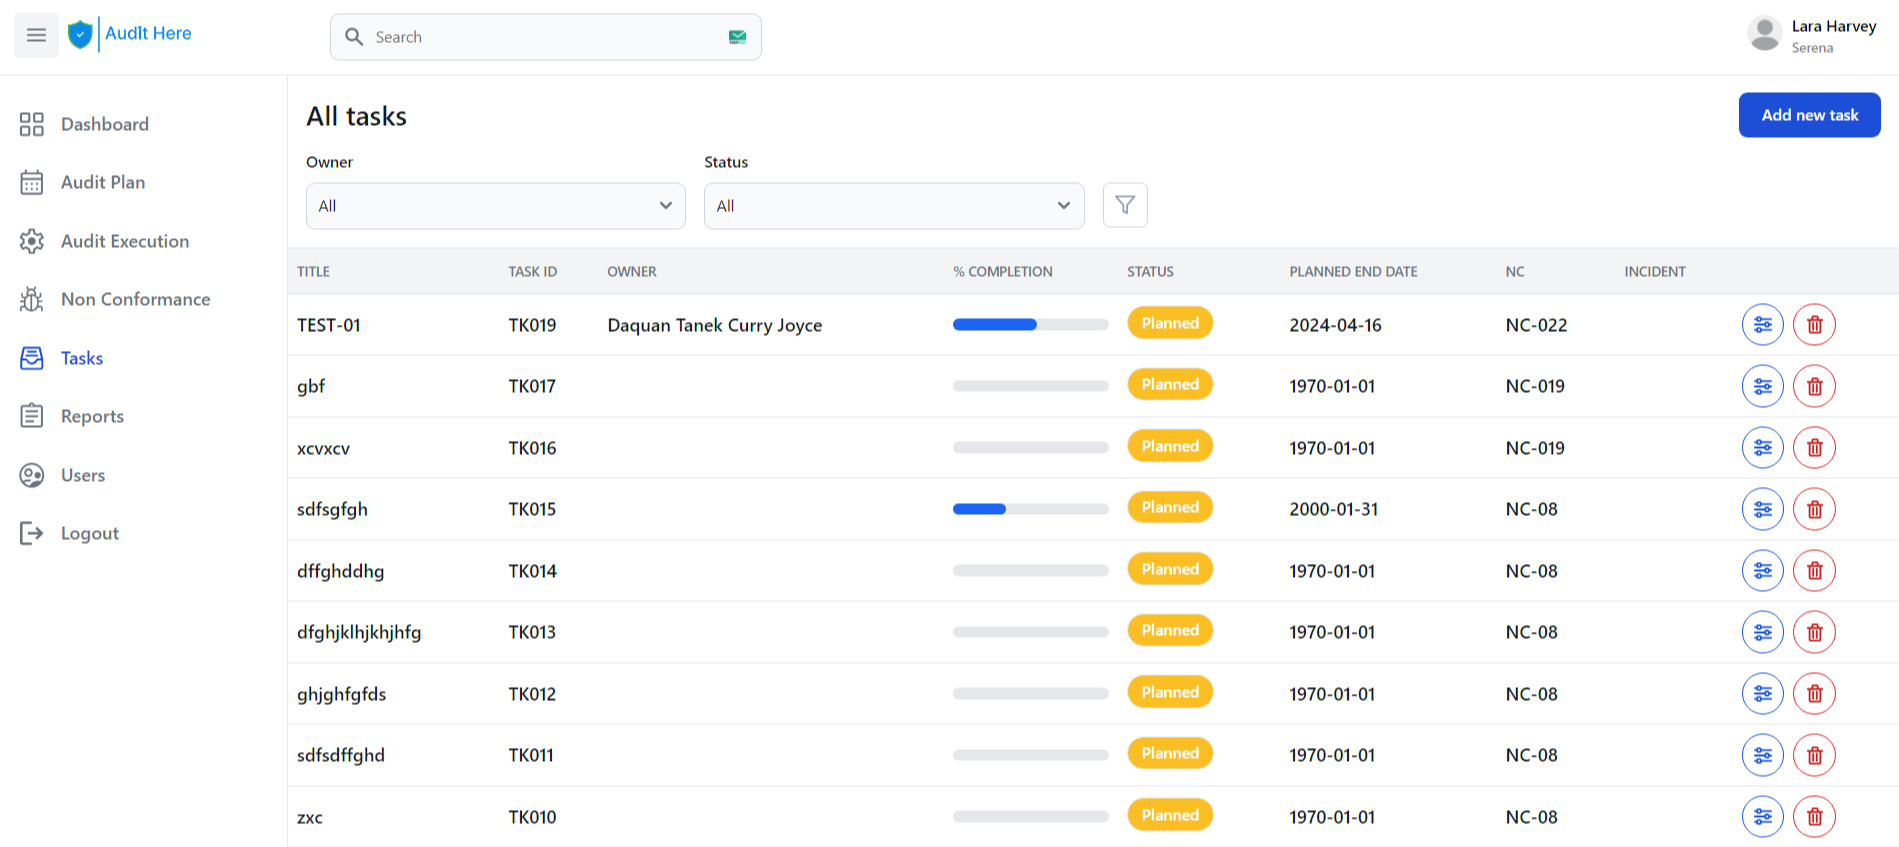 Audit Here
Search
Lara Harvey
Serena
Dashboard
Audit Plan
Audit Execution
Non Conformance
Tasks
Reports
Users
Logout
All tasks
Add new task
Owner Status
All All
TITLE TASK ID OWNER % COMPLETION STATUS PLANNED END DATE NC INCIDENT
TEST-01 TK019 Daquan Tanek Curry Joyce Planned 2024-04-16 NC-022
gbf TK017 Planned 1970-01-01 NC-019
xcvxcv TK016 Planned 1970-01-01 NC-019
sdfsgfgh TK015 Planned 2000-01-31 NC-08
dffghddhg TK014 Planned 1970-01-01 NC-08
dfghjklhjkhjhfg TK013 Planned 1970-01-01 NC-08
ghjghfgfds TK012 Planned 1970-01-01 NC-08
sdfsdffghd TK011 Planned 1970-01-01 NC-08
zxc TK010 Planned 1970-01-01 NC-08